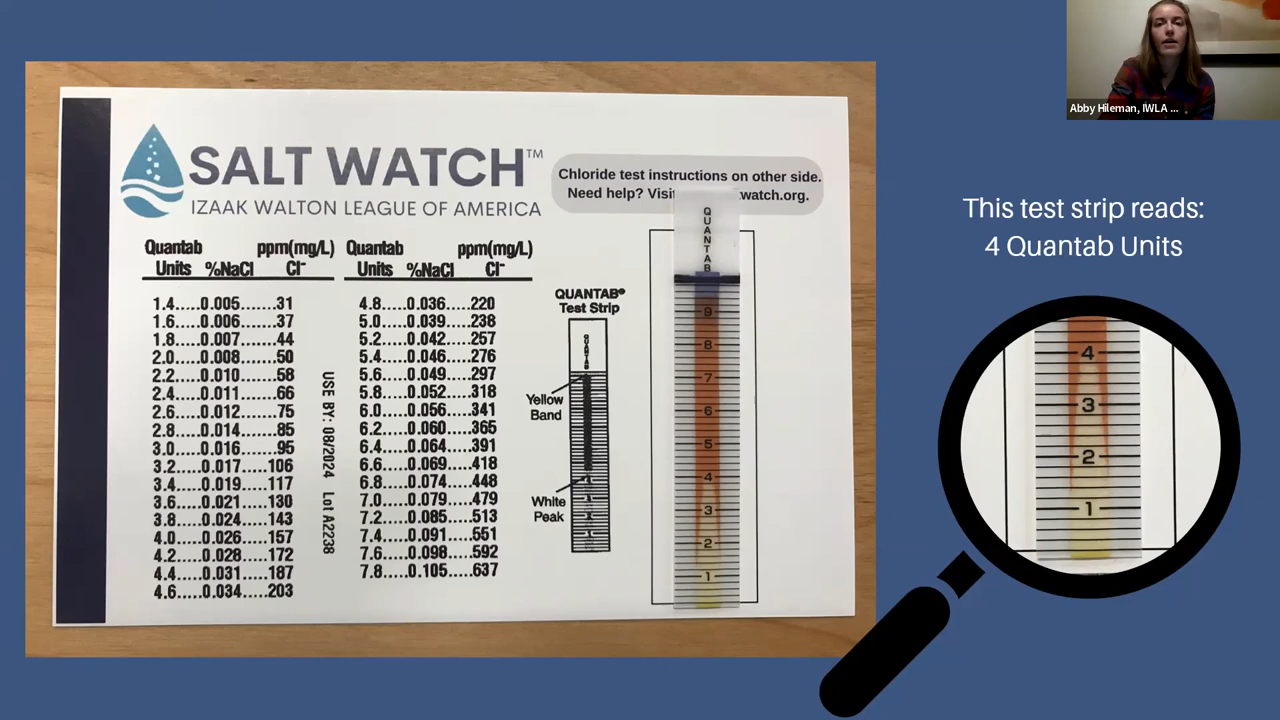 Abby Hileman, IWLA ...
SALT WATCH™
IZAAK WALTON LEAGUE OF AMERICA
Chloride test instructions on other side.
Need help? Visit watch.org.
Quantab Units %NaCl ppm(mg/L) Cl⁻
1.4.....0.005.......31
1.6.....0.006.......37
1.8.....0.007.......44
2.0.....0.008.......50
2.2.....0.010.......58
2.4.....0.011.......66
2.6.....0.012.......75
2.8.....0.014.......85
3.0.....0.016.......95
3.2.....0.017.....106
3.4.....0.019.....117
3.6.....0.021.....130
3.8.....0.024.....143
4.0.....0.026.....157
4.2.....0.028.....172
4.4.....0.031.....187
4.6.....0.034.....203
USE BY: 08/2024 Lot A2238
Quantab Units %NaCl ppm(mg/L) Cl⁻
4.8.....0.036.....220
5.0.....0.039.....238
5.2.....0.042.....257
5.4.....0.046.....276
5.6.....0.049.....297
5.8.....0.052.....318
6.0.....0.056.....341
6.2.....0.060.....365
6.4.....0.064.....391
6.6.....0.069.....418
6.8.....0.074.....448
7.0.....0.079.....479
7.2.....0.085.....513
7.4.....0.091.....551
7.6.....0.098.....592
7.8.....0.105.....637
QUANTAB®
Test Strip
QUANTAB
Yellow
Band
White
Peak
QUANTAB
9
8
7
6
5
4
3
2
1
This test strip reads:
4 Quantab Units
4
3
2
1